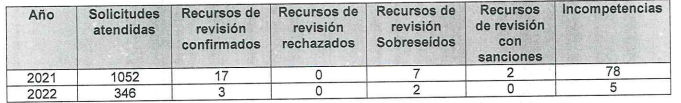 Año Solicitudes atendidas Recursos de revisión confirmados Recursos de revisión rechazados Recursos de revisión Sobreseídos Recursos de revisión con sanciones Incompetencias
2021 1052 17 0 7 2 78
2022 346 3 0 2 0 5